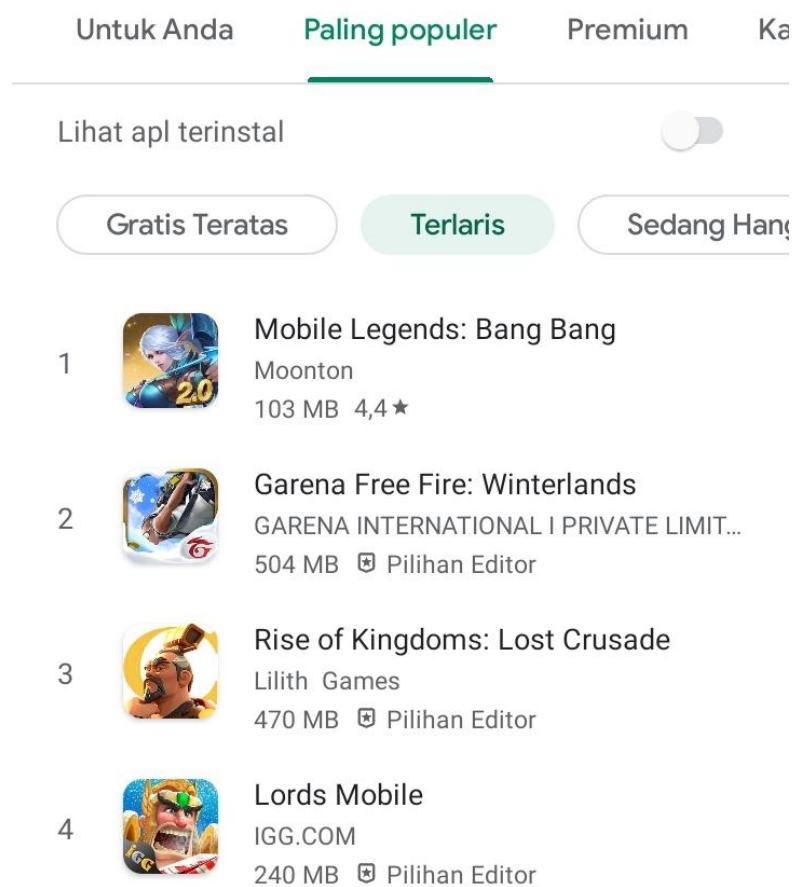 Untuk Anda Paling populer Premium Ka
Lihat apl terinstal
Gratis Teratas Terlaris Sedang Hang
1 Mobile Legends: Bang Bang
Moonton
103 MB 4,4 ★
2.0
2 Garena Free Fire: Winterlands
GARENA INTERNATIONAL I PRIVATE LIMIT...
504 MB Pilihan Editor
3 Rise of Kingdoms: Lost Crusade
Lilith Games
470 MB Pilihan Editor
4 Lords Mobile
IGG.COM
240 MB Pilihan Editor
IGG